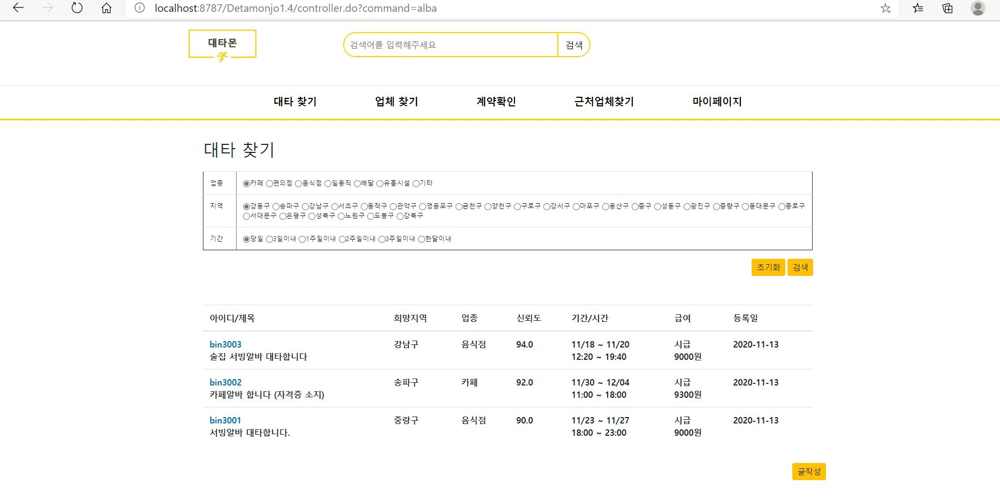 localhost:8787/Detamonjo1.4/controller.do?command=alba
대타몬
검색어를 입력해주세요 검색
대타 찾기 업체 찾기 계약확인 근처업체찾기 마이페이지
대타 찾기
업종 카페 편의점 음식점 일용직 배달 유흥시설 기타
지역 강동구 송파구 강남구 서초구 동작구 관악구 영등포구 금천구 양천구 구로구 강서구 마포구 용산구 중구 성동구 광진구 중랑구 동대문구 종로구
서대문구 은평구 성북구 노원구 도봉구 강북구
기간 당일 3일이내 1주일이내 2주일이내 3주일이내 한달이내
초기화 검색
아이디/제목 희망지역 업종 신뢰도 기간/시간 급여 등록일
bin3003 강남구 음식점 94.0 11/18 ~ 11/20 시급 2020-11-13
술집 서빙알바 대타합니다 12:20 ~ 19:40 9000원
bin3002 송파구 카페 92.0 11/30 ~ 12/04 시급 2020-11-13
카페알바 합니다 (자격증 소지) 11:00 ~ 18:00 9300원
bin3001 중랑구 음식점 90.0 11/23 ~ 11/27 시급 2020-11-13
서빙알바 대타합니다. 18:00 ~ 23:00 9000원
글작성